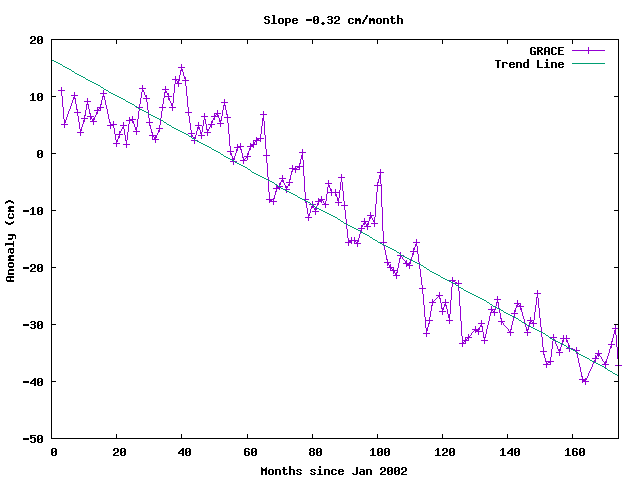 Slope -0.32 cm/month
GRACE
Trend Line
20
10
0
-10
-20
-30
-40
-50
Anomaly (cm)
0 20 40 60 80 100 120 140 160
Months since Jan 2002